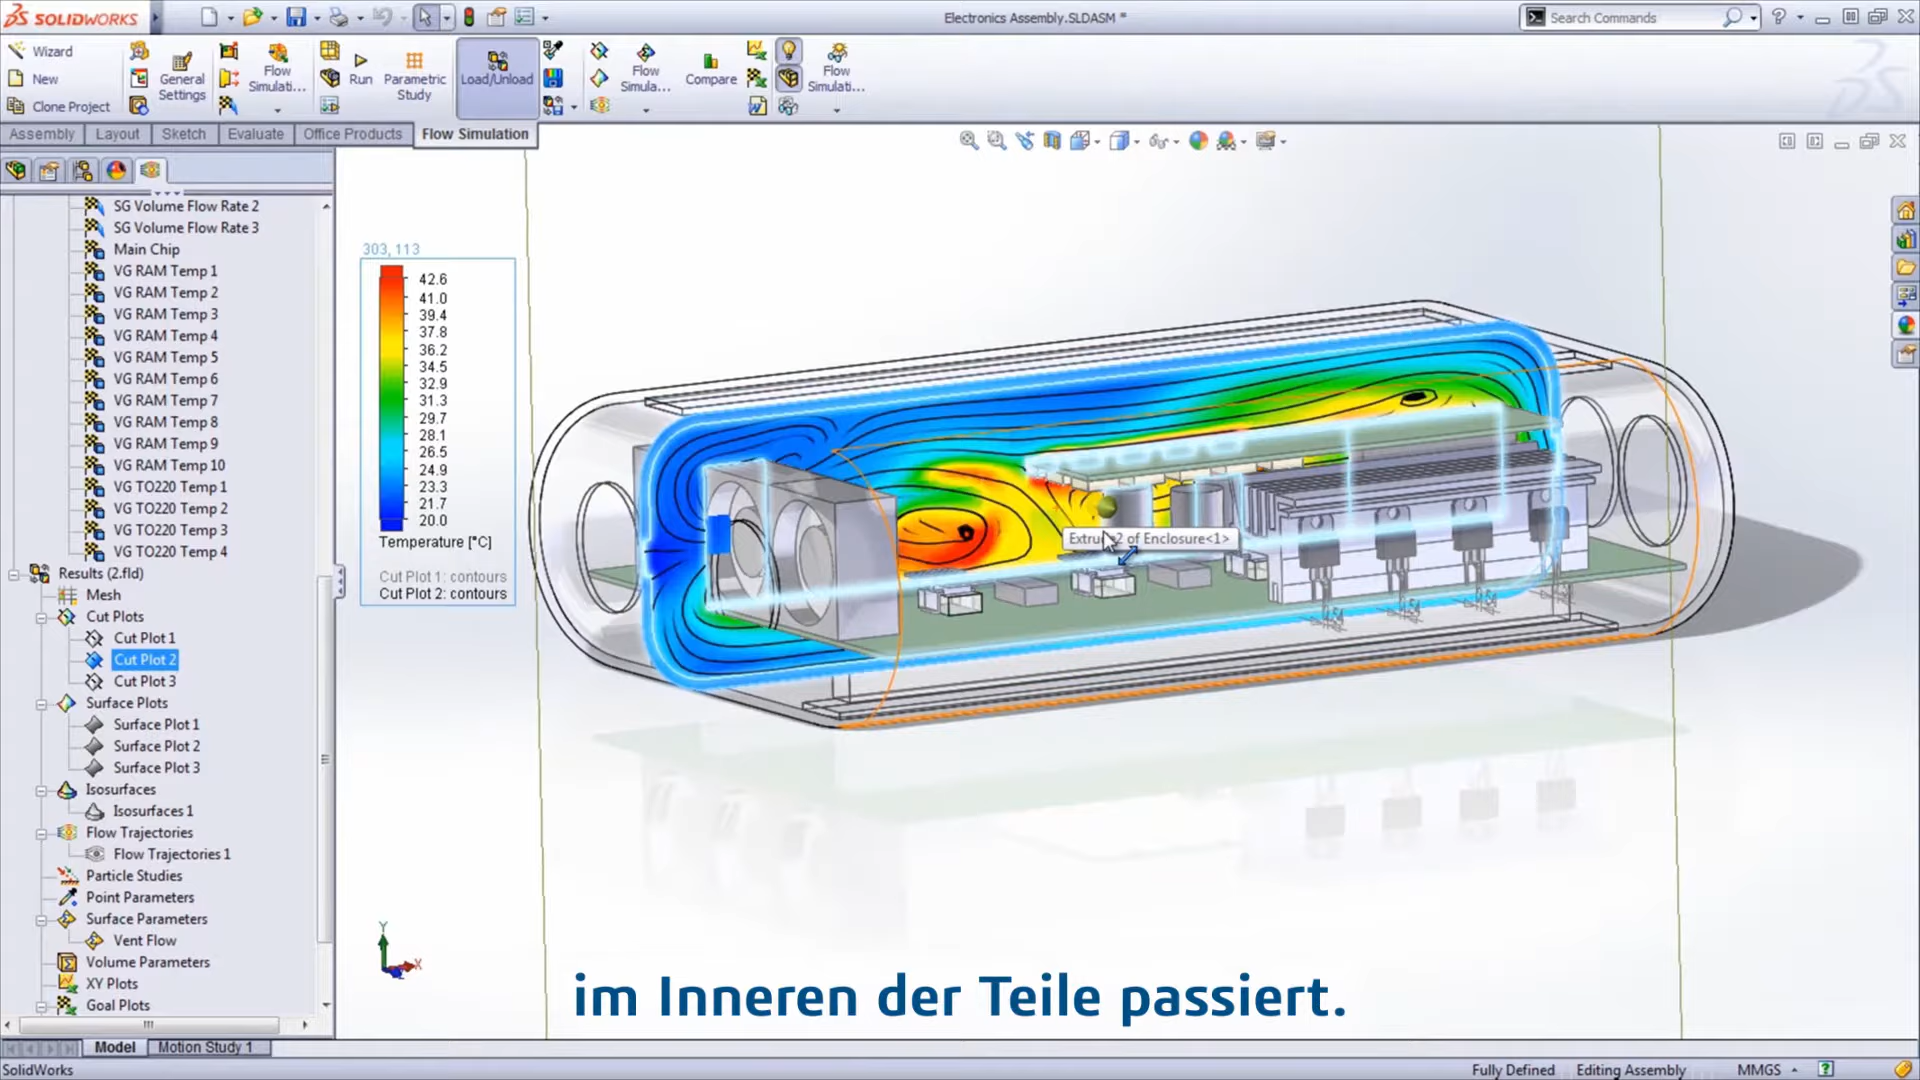 SOLIDWORKS
Electronics Assembly.SLDASM *
Search Commands
Wizard
New
Clone Project
General Settings
Flow Simulati...
Run
Parametric Study
Load/Unload
Flow Simula...
Compare
Flow Simulati...
Assembly
Layout
Sketch
Evaluate
Office Products
Flow Simulation
SG Volume Flow Rate 2
SG Volume Flow Rate 3
Main Chip
VG RAM Temp 1
VG RAM Temp 2
VG RAM Temp 3
VG RAM Temp 4
VG RAM Temp 5
VG RAM Temp 6
VG RAM Temp 7
VG RAM Temp 8
VG RAM Temp 9
VG RAM Temp 10
VG TO220 Temp 1
VG TO220 Temp 2
VG TO220 Temp 3
VG TO220 Temp 4
Results (2.fld)
Mesh
Cut Plots
Cut Plot 1
Cut Plot 2
Cut Plot 3
Surface Plots
Surface Plot 1
Surface Plot 2
Surface Plot 3
Isosurfaces
Isosurfaces 1
Flow Trajectories
Flow Trajectories 1
Particle Studies
Point Parameters
Surface Parameters
Vent Flow
Volume Parameters
XY Plots
Goal Plots
303, 113
42.6
41.0
39.4
37.8
36.2
34.5
32.9
31.3
29.7
28.1
26.5
24.9
23.3
21.7
20.0
Temperature [°C]
Cut Plot 1: contours
Cut Plot 2: contours
2 of Enclosure<1>
Y
X
im Inneren der Teile passiert.
Model
Motion Study 1
SolidWorks
Fully Defined
Editing Assembly
MMGS